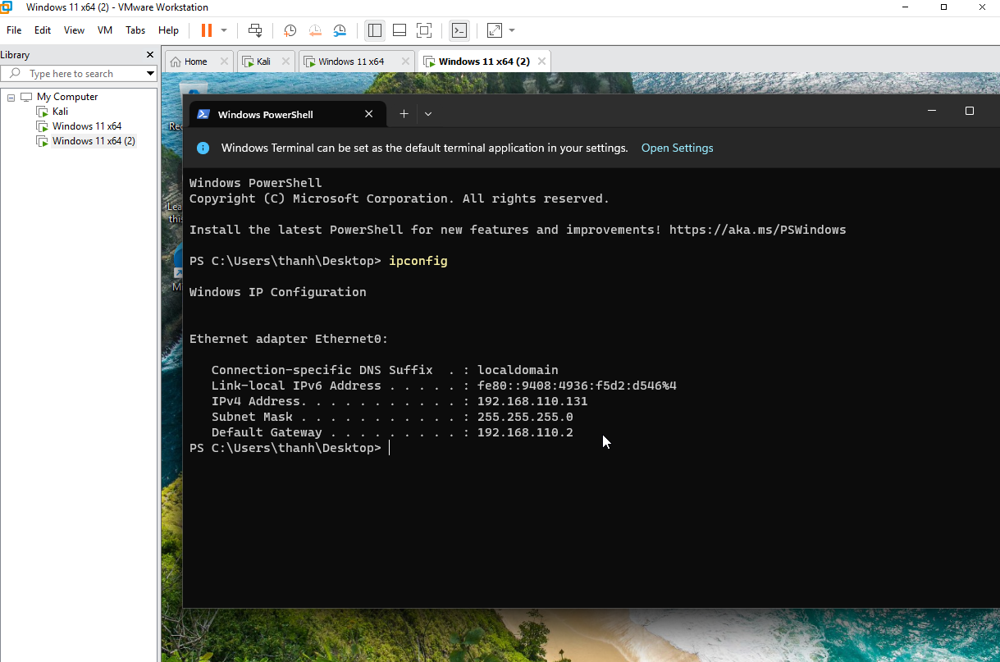 Windows 11 x64 (2) - VMware Workstation
File Edit View VM Tabs Help
Library
Type here to search
My Computer
Kali
Windows 11 x64
Windows 11 x64 (2)
Home Kali Windows 11 x64 Windows 11 x64 (2)
Windows PowerShell
Windows Terminal can be set as the default terminal application in your settings. Open Settings
Windows PowerShell
Copyright (C) Microsoft Corporation. All rights reserved.
Install the latest PowerShell for new features and improvements! https://aka.ms/PSWindows
PS C:\Users\thanh\Desktop> ipconfig
Windows IP Configuration
Ethernet adapter Ethernet0:
Connection-specific DNS Suffix . : localdomain
Link-local IPv6 Address . . . . . : fe80::9408:4936:f5d2:d546%4
IPv4 Address. . . . . . . . . . . : 192.168.110.131
Subnet Mask . . . . . . . . . . . : 255.255.255.0
Default Gateway . . . . . . . . . : 192.168.110.2
PS C:\Users\thanh\Desktop>